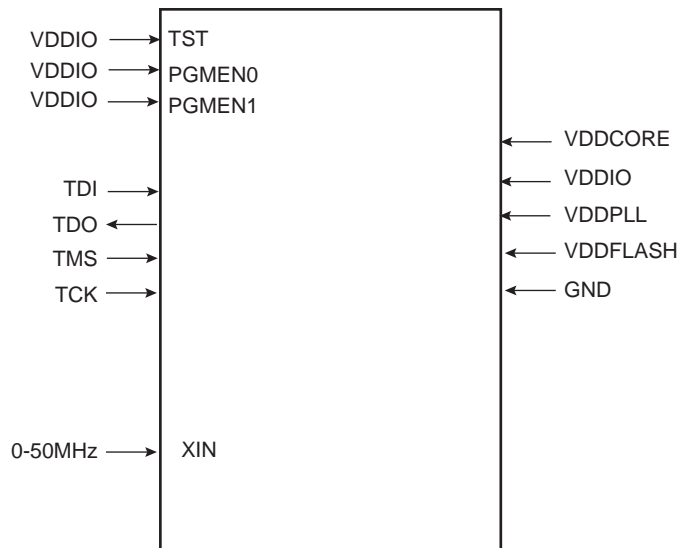 VDDIO TST
VDDIO PGMEN0
VDDIO PGMEN1
VDDCORE
TDI VDDIO
TDO VDDPLL
TMS VDDFLASH
TCK GND
0-50MHz XIN